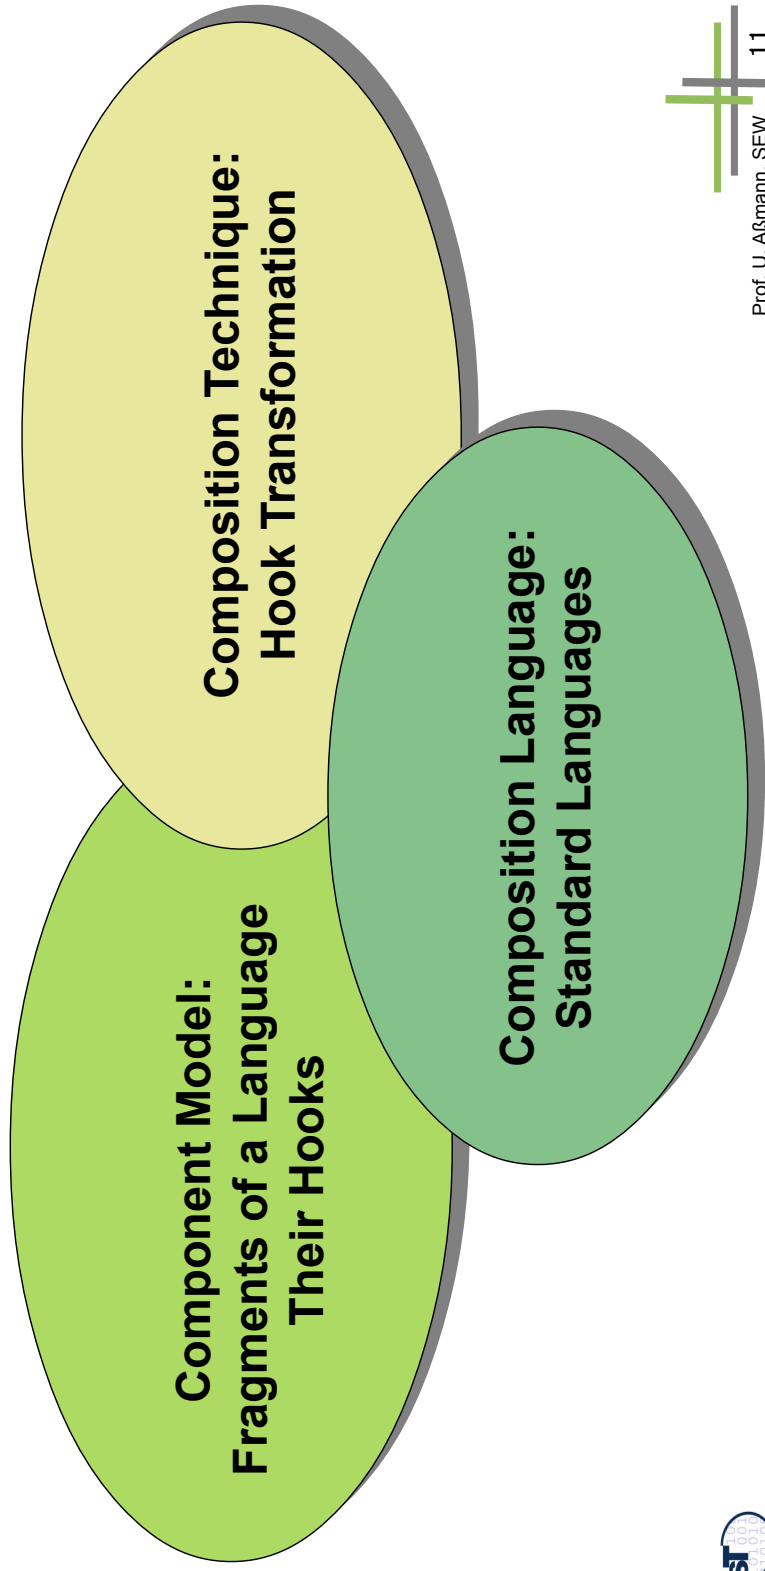 Component Model:
Fragments of a Language
Their Hooks
Composition Technique:
Hook Transformation
Composition Language:
Standard Languages
Prof. U. Aßmann, SEW 11